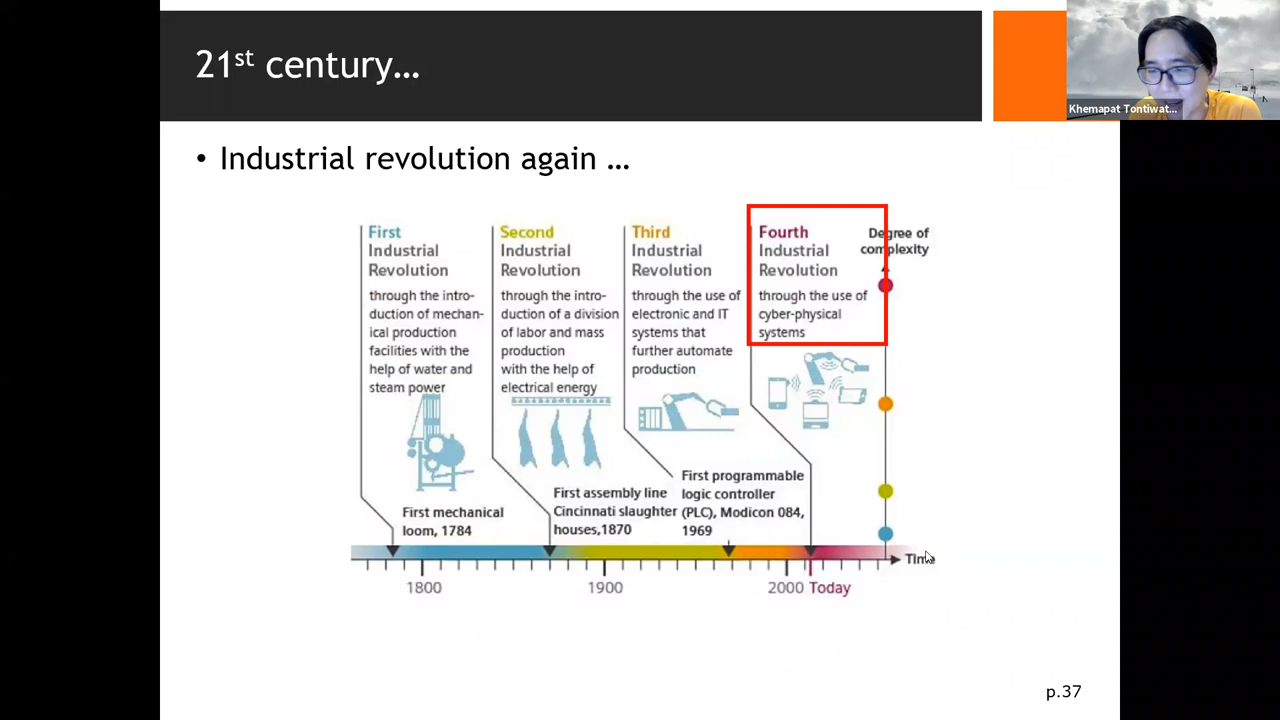 21st century…
Khemapat Tontiwat...
• Industrial revolution again …
First
Industrial
Revolution
through the intro-
duction of mechan-
ical production
facilities with the
help of water and
steam power
Second
Industrial
Revolution
through the intro-
duction of a division
of labor and mass
production
with the help of
electrical energy
Third
Industrial
Revolution
through the use of
electronic and IT
systems that
further automate
production
Fourth
Industrial
Revolution
through the use of
cyber-physical
systems
Degree of
complexity
First mechanical
loom, 1784
First assembly line
Cincinnati slaughter
houses,1870
First programmable
logic controller
(PLC), Modicon 084,
1969
Time
1800
1900
2000
Today
p.37